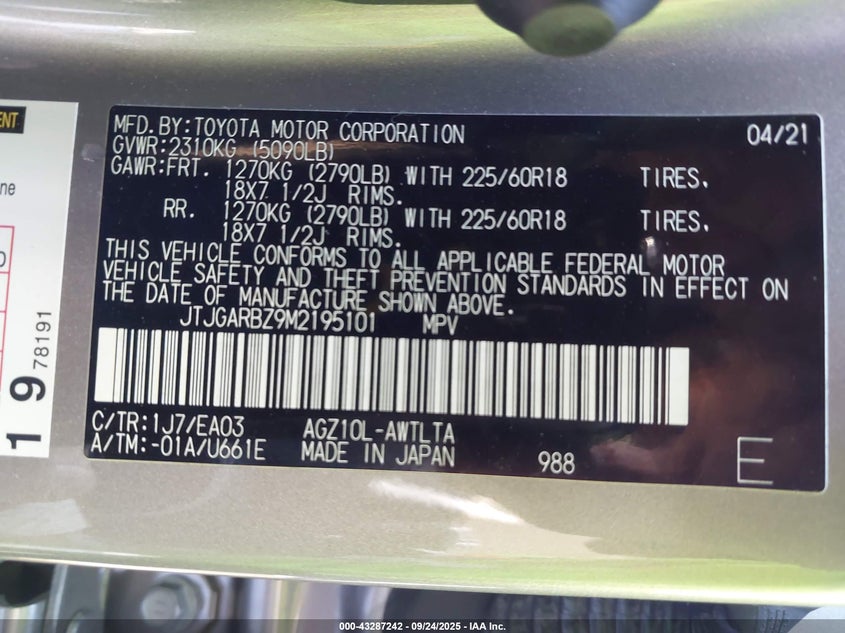 MFD.BY:TOYOTA MOTOR CORPORATION 04/21
GVWR:2310KG (5090LB)
GAWR:FRT. 1270KG (2790LB) WITH 225/60R18 TIRES.
18X7 1/2J RIMS.
RR. 1270KG (2790LB) WITH 225/60R18 TIRES.
18X7 1/2J RIMS.
THIS VEHICLE CONFORMS TO ALL APPLICABLE FEDERAL MOTOR
VEHICLE SAFETY AND THEFT PREVENTION STANDARDS IN EFFECT ON
THE DATE OF MANUFACTURE SHOWN ABOVE.
JTJGARBZ9M2195101 MPV
C/TR:1J7/EA03 AGZ10L-AWTLTA
A/TM:-01A/U661E MADE IN JAPAN 988 E
19 78191
000-43287242 - 09/24/2025 - IAA Inc.